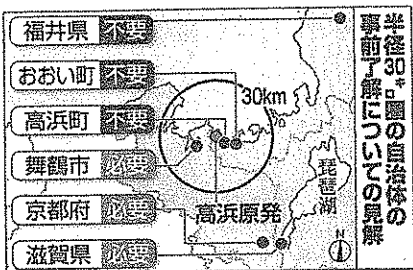 半径30㌔圏の自治体の
事前了解についての見解
福井県 不要
おおい町 不要
高浜町 不要
舞鶴市 必要
京都府 必要
滋賀県 必要
30km
高浜原発
琵琶湖
N